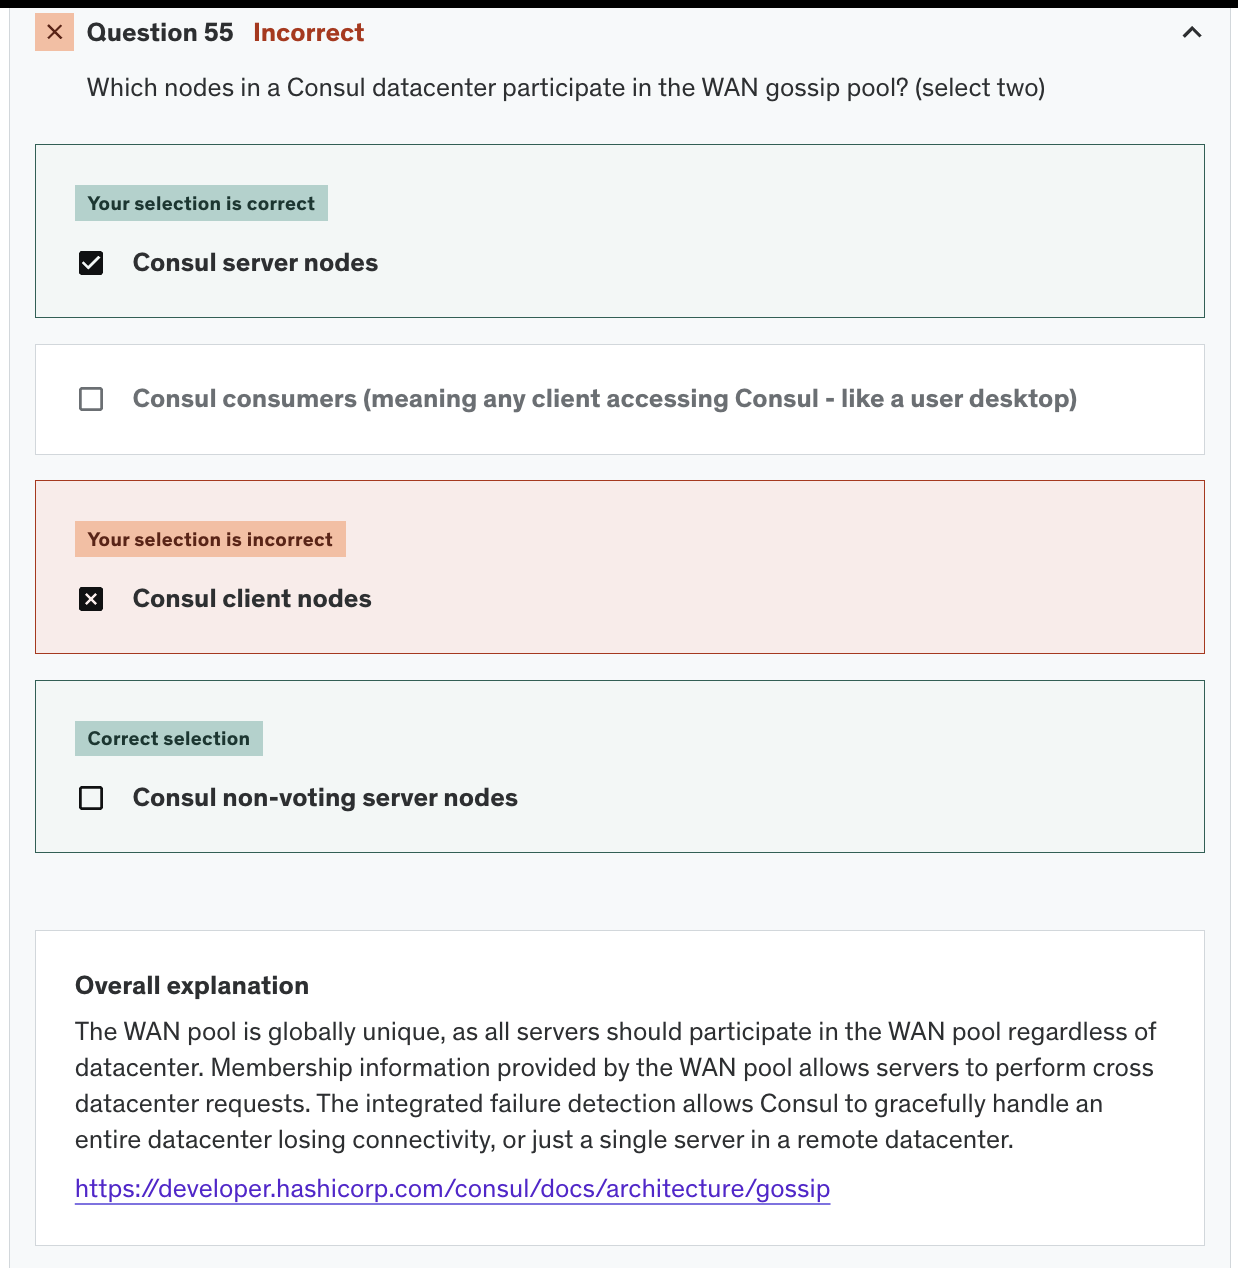 Question 55 Incorrect
Which nodes in a Consul datacenter participate in the WAN gossip pool? (select two)
Your selection is correct
Consul server nodes
Consul consumers (meaning any client accessing Consul - like a user desktop)
Your selection is incorrect
Consul client nodes
Correct selection
Consul non-voting server nodes
Overall explanation
The WAN pool is globally unique, as all servers should participate in the WAN pool regardless of
datacenter. Membership information provided by the WAN pool allows servers to perform cross
datacenter requests. The integrated failure detection allows Consul to gracefully handle an
entire datacenter losing connectivity, or just a single server in a remote datacenter.
https://developer.hashicorp.com/consul/docs/architecture/gossip